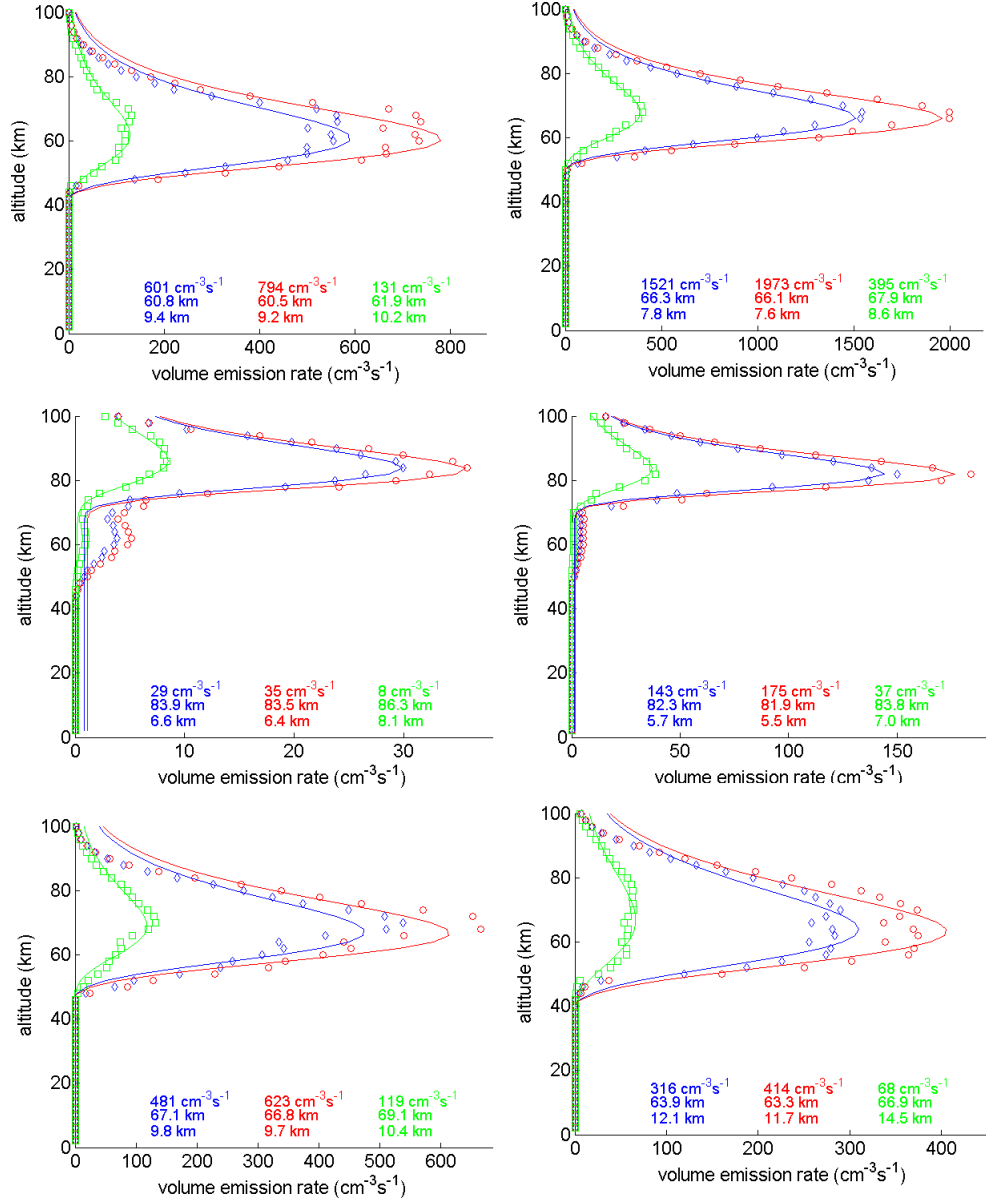 100
80
60
40
20
0
altitude (km)
601 cm-3s-1 794 cm-3s-1 131 cm-3s-1
60.8 km 60.5 km 61.9 km
9.4 km 9.2 km 10.2 km
0 200 400 600 800
volume emission rate (cm-3s-1)
100
80
60
40
20
0
altitude (km)
1521 cm-3s-1 1973 cm-3s-1 395 cm-3s-1
66.3 km 66.1 km 67.9 km
7.8 km 7.6 km 8.6 km
0 500 1000 1500 2000
volume emission rate (cm-3s-1)
100
80
60
40
20
0
altitude (km)
29 cm-3s-1 35 cm-3s-1 8 cm-3s-1
83.9 km 83.5 km 86.3 km
6.6 km 6.4 km 8.1 km
0 10 20 30
volume emission rate (cm-3s-1)
100
80
60
40
20
0
altitude (km)
143 cm-3s-1 175 cm-3s-1 37 cm-3s-1
82.3 km 81.9 km 83.8 km
5.7 km 5.5 km 7.0 km
0 50 100 150
volume emission rate (cm-3s-1)
100
80
60
40
20
0
altitude (km)
481 cm-3s-1 623 cm-3s-1 119 cm-3s-1
67.1 km 66.8 km 69.1 km
9.8 km 9.7 km 10.4 km
0 100 200 300 400 500 600
volume emission rate (cm-3s-1)
100
80
60
40
20
0
altitude (km)
316 cm-3s-1 414 cm-3s-1 68 cm-3s-1
63.9 km 63.3 km 66.9 km
12.1 km 11.7 km 14.5 km
0 100 200 300 400
volume emission rate (cm-3s-1)